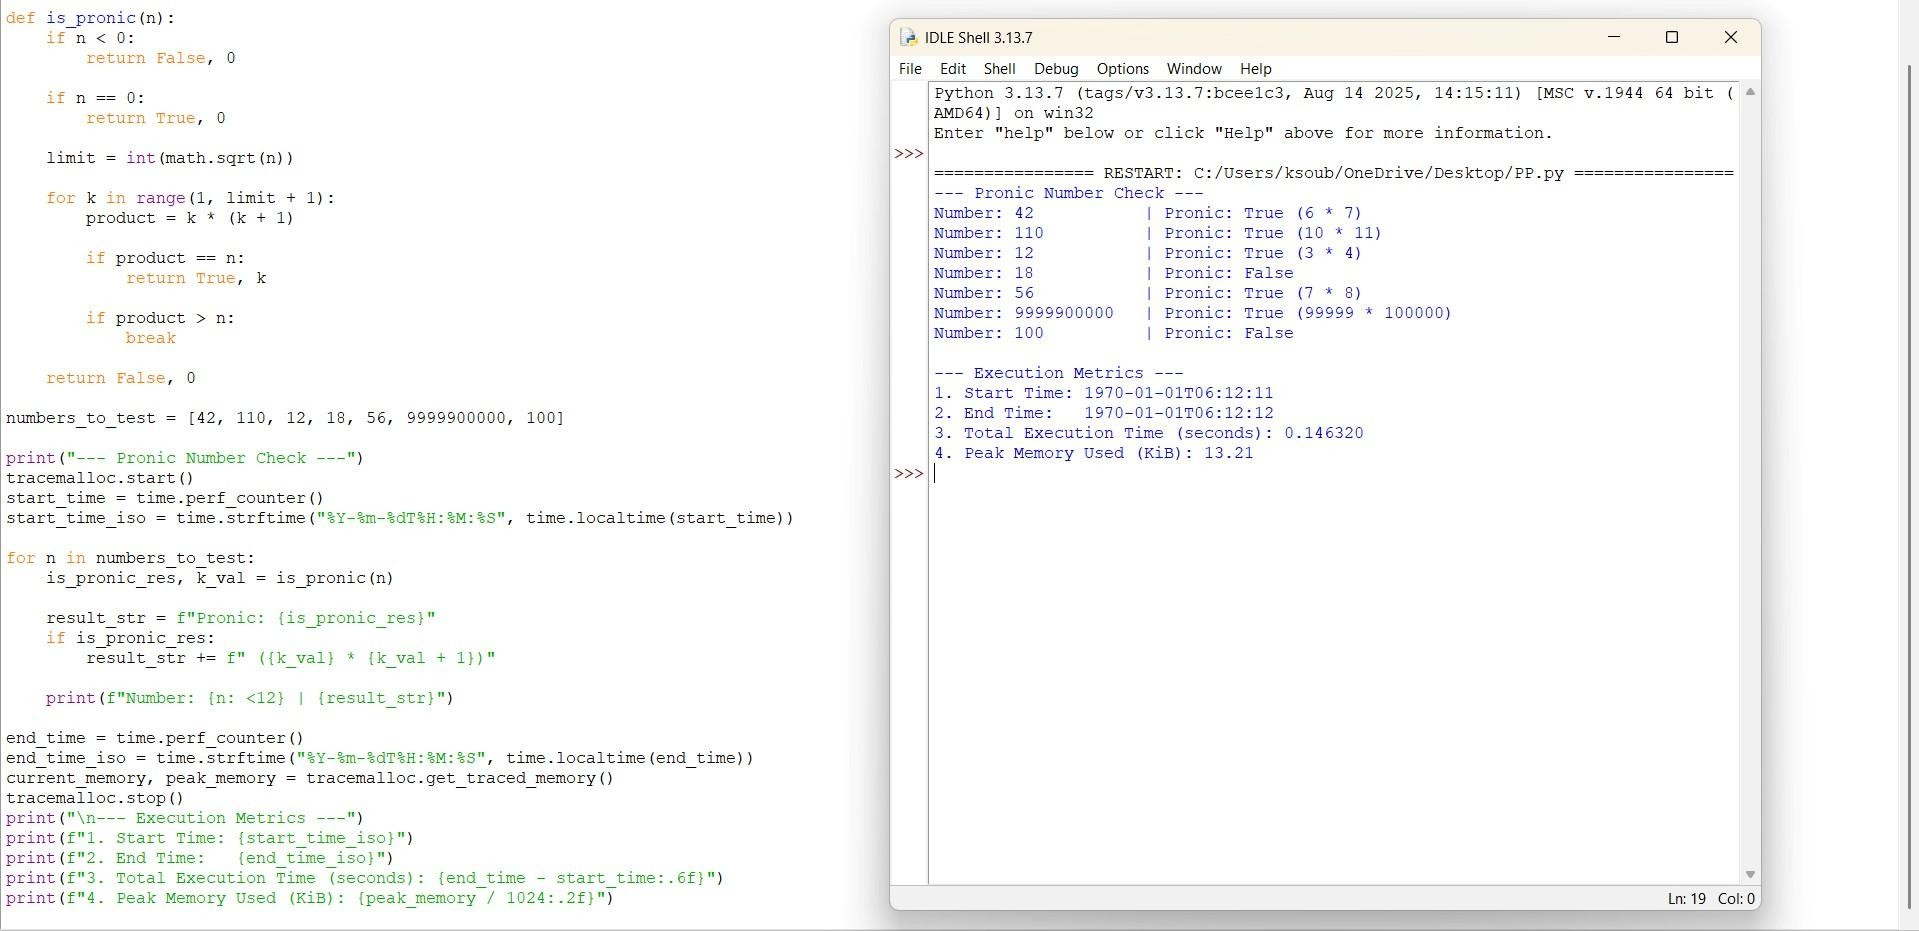 def is_pronic(n):
    if n < 0:
        return False, 0

    if n == 0:
        return True, 0

    limit = int(math.sqrt(n))

    for k in range(1, limit + 1):
        product = k * (k + 1)

        if product == n:
            return True, k

        if product > n:
            break

    return False, 0

numbers_to_test = [42, 110, 12, 18, 56, 9999900000, 100]

print("--- Pronic Number Check ---")
tracemalloc.start()
start_time = time.perf_counter()
start_time_iso = time.strftime("%Y-%m-%dT%H:%M:%S", time.localtime(start_time))

for n in numbers_to_test:
    is_pronic_res, k_val = is_pronic(n)

    result_str = f"Pronic: {is_pronic_res}"
    if is_pronic_res:
        result_str += f" ({k_val} * {k_val + 1})"

    print(f"Number: {n: <12} | {result_str}")

end_time = time.perf_counter()
end_time_iso = time.strftime("%Y-%m-%dT%H:%M:%S", time.localtime(end_time))
current_memory, peak_memory = tracemalloc.get_traced_memory()
tracemalloc.stop()
print("\n--- Execution Metrics ---")
print(f"1. Start Time: {start_time_iso}")
print(f"2. End Time:   {end_time_iso}")
print(f"3. Total Execution Time (seconds): {end_time - start_time:.6f}")
print(f"4. Peak Memory Used (KiB): {peak_memory / 1024:.2f}")
IDLE Shell 3.13.7
File Edit Shell Debug Options Window Help
Python 3.13.7 (tags/v3.13.7:bcee1c3, Aug 14 2025, 14:15:11) [MSC v.1944 64 bit (
AMD64)] on win32
Enter "help" below or click "Help" above for more information.
>>>
================ RESTART: C:/Users/ksoub/OneDrive/Desktop/PP.py ================
--- Pronic Number Check ---
Number: 42           | Pronic: True (6 * 7)
Number: 110          | Pronic: True (10 * 11)
Number: 12           | Pronic: True (3 * 4)
Number: 18           | Pronic: False
Number: 56           | Pronic: True (7 * 8)
Number: 9999900000   | Pronic: True (99999 * 100000)
Number: 100          | Pronic: False

--- Execution Metrics ---
1. Start Time: 1970-01-01T06:12:11
2. End Time:   1970-01-01T06:12:12
3. Total Execution Time (seconds): 0.146320
4. Peak Memory Used (KiB): 13.21
>>>
Ln: 19 Col: 0